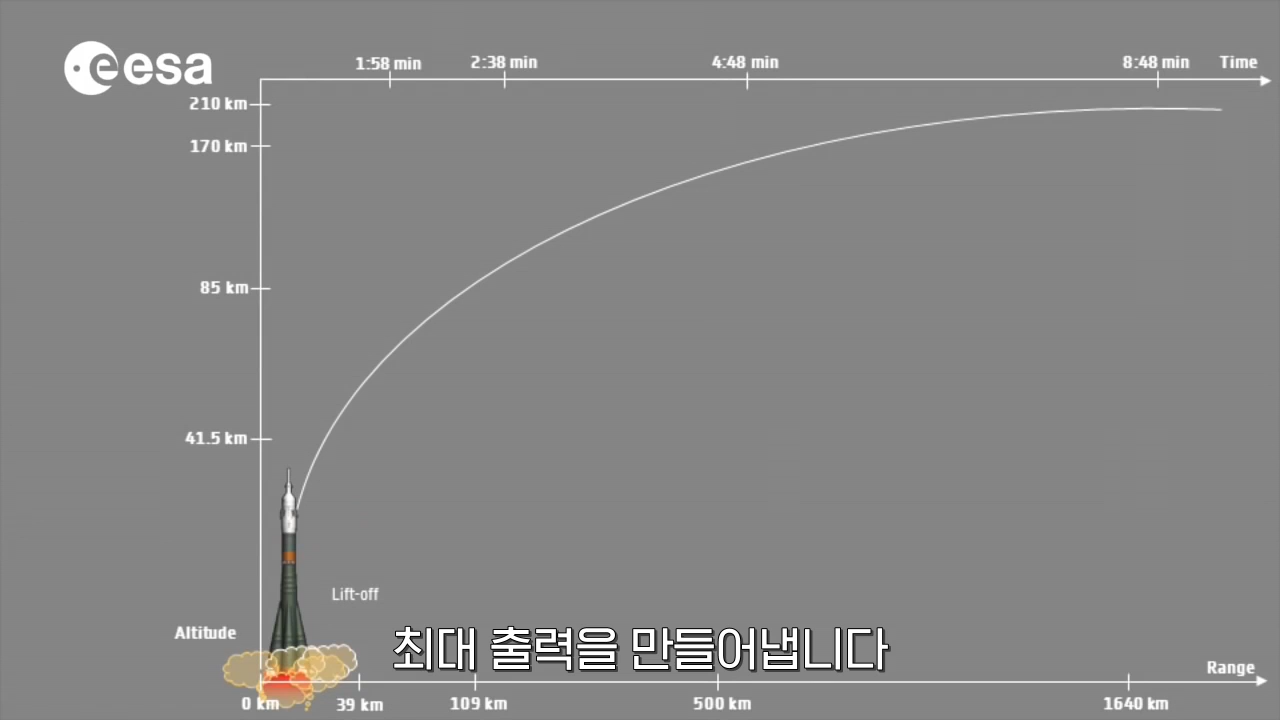 esa
1:58 min
2:38 min
4:48 min
8:48 min
Time
210 km
170 km
85 km
41.5 km
Lift-off
Altitude
최대 출력을 만들어냅니다
Range
0 km
39 km
109 km
500 km
1640 km